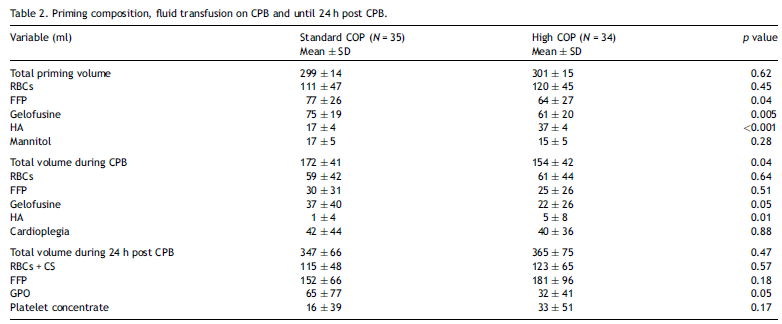 Table 2. Priming composition, fluid transfusion on CPB and until 24 h post CPB.
Variable (ml) Standard COP (N = 35) High COP (N = 34) p value
Mean ± SD Mean ± SD
Total priming volume 299 ± 14 301 ± 15 0.62
RBCs 111 ± 47 120 ± 45 0.45
FFP 77 ± 26 64 ± 27 0.04
Gelofusine 75 ± 19 61 ± 20 0.005
HA 17 ± 4 37 ± 4 <0.001
Mannitol 17 ± 5 15 ± 5 0.28
Total volume during CPB 172 ± 41 154 ± 42 0.04
RBCs 59 ± 42 61 ± 44 0.64
FFP 30 ± 31 25 ± 26 0.51
Gelofusine 37 ± 40 22 ± 26 0.05
HA 1 ± 4 5 ± 8 0.01
Cardioplegia 42 ± 44 40 ± 36 0.88
Total volume during 24 h post CPB 347 ± 66 365 ± 75 0.47
RBCs + CS 115 ± 48 123 ± 65 0.57
FFP 152 ± 66 181 ± 96 0.18
GPO 65 ± 77 32 ± 41 0.05
Platelet concentrate 16 ± 39 33 ± 51 0.17